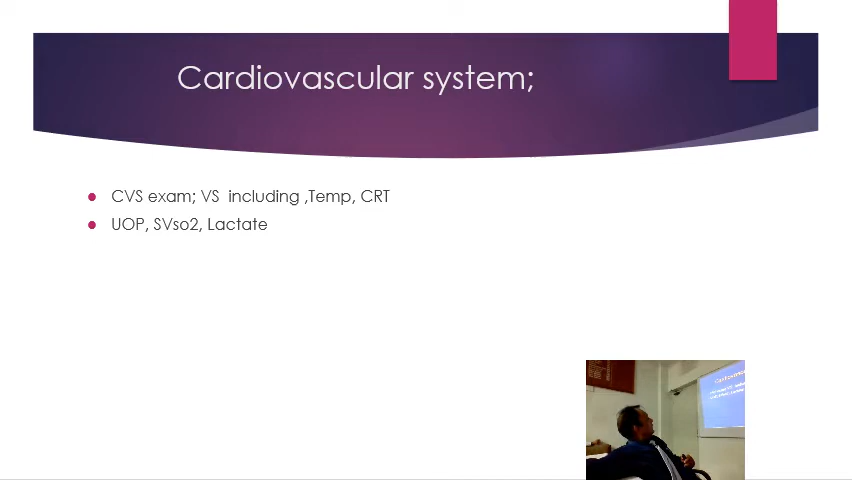 Cardiovascular system;
CVS exam; VS  including ,Temp, CRT
UOP, SVso2, Lactate